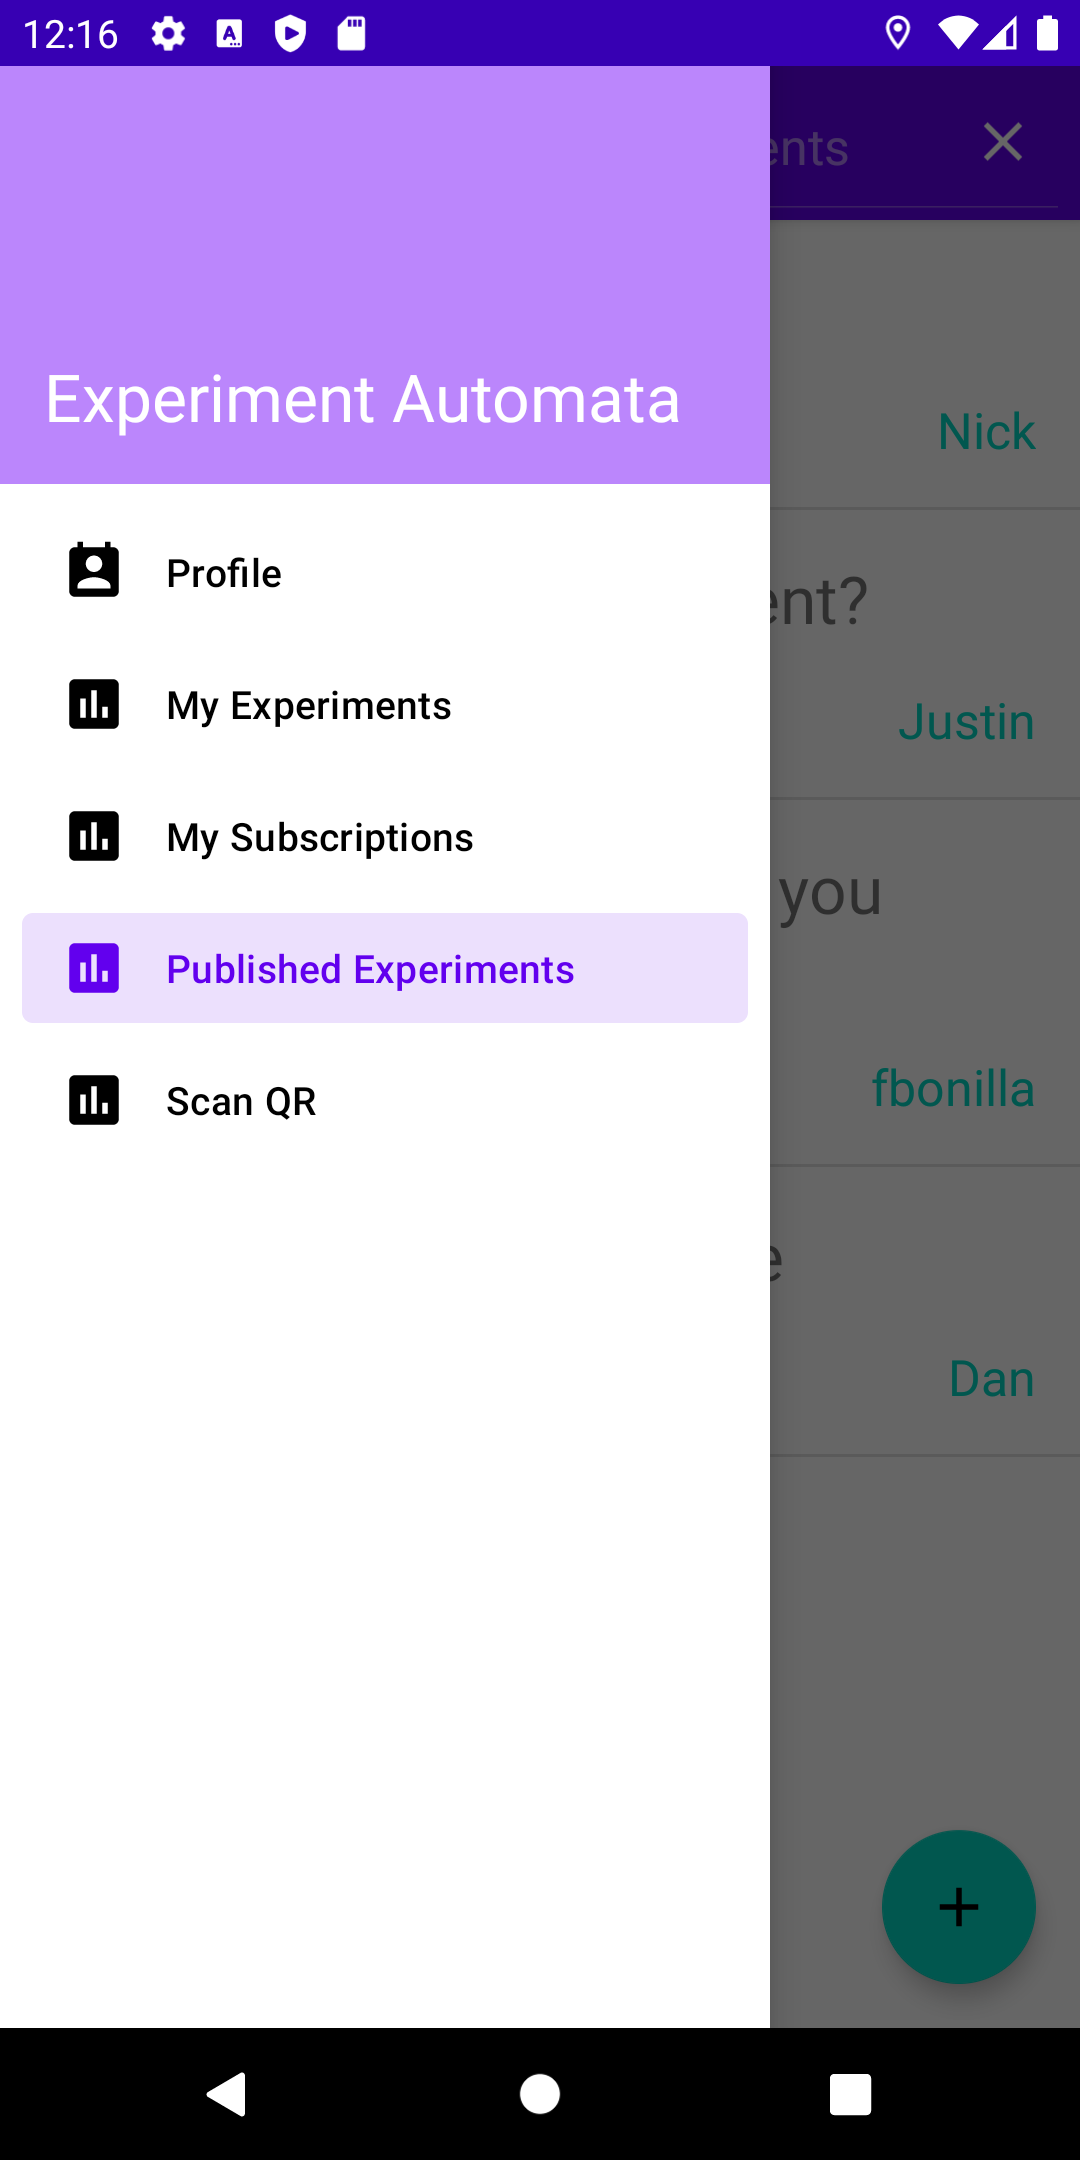 12:16
ents
Experiment Automata
Nick
Profile
ent?
My Experiments
Justin
My Subscriptions
you
Published Experiments
fbonilla
Scan QR
e
Dan